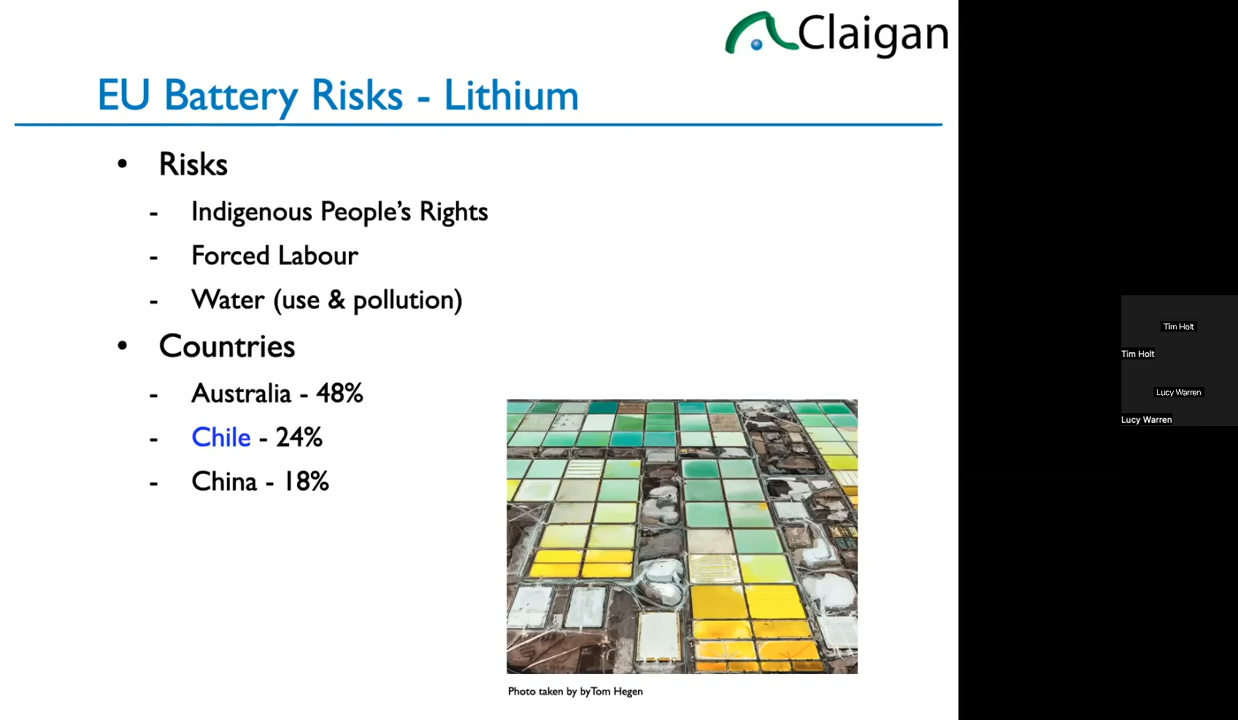 Claigan
EU Battery Risks - Lithium
• Risks
- Indigenous People's Rights
- Forced Labour
- Water (use & pollution)
• Countries
- Australia - 48%
- Chile - 24%
- China - 18%
Photo taken by byTom Hegen
Tim Holt
Tim Holt
Lucy Warren
Lucy Warren